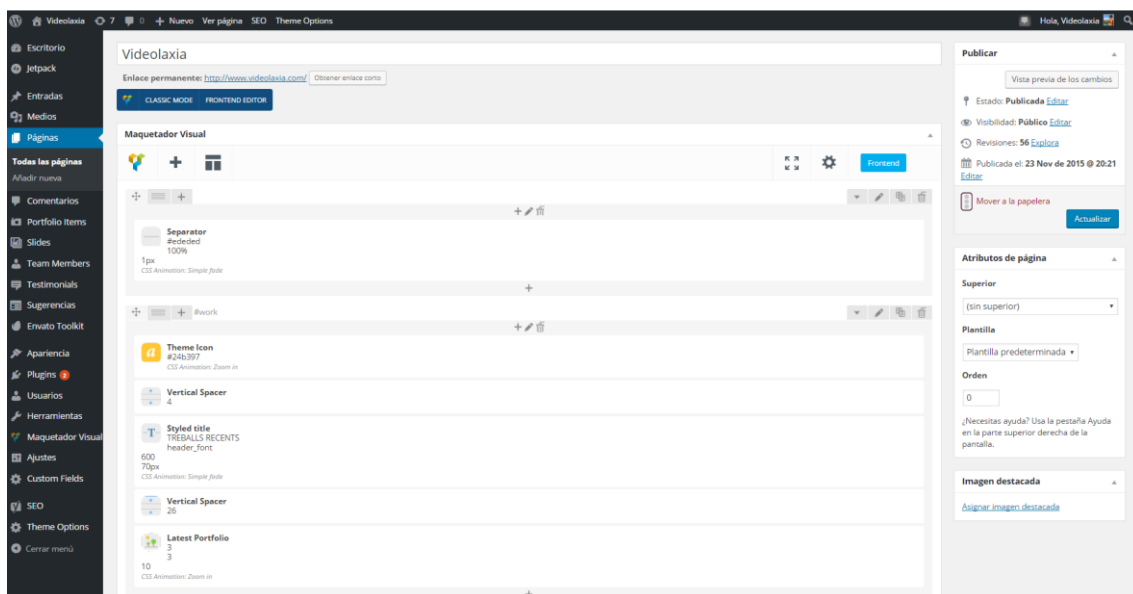 Videolaxia 7 0 + Nuevo Ver página SEO Theme Options Hola, Videolaxia
Escritorio
Jetpack
Entradas
Medios
Páginas
Todas las páginas
Añadir nueva
Comentarios
Portfolio Items
Slides
Team Members
Testimonials
Sugerencias
Envato Toolkit
Apariencia
Plugins 2
Usuarios
Herramientas
Maquetador Visual
Ajustes
Custom Fields
SEO
Theme Options
Cerrar menú
Videolaxia
Enlace permanente: http://www.videolaxia.com/ Obtener enlace corto
CLASSIC MODE FRONTEND EDITOR
Maquetador Visual
Frontend
Separator
#ededed
100%
1px
CSS Animation: Simple fade
#work
Theme Icon
#24b397
CSS Animation: Zoom in
Vertical Spacer
4
Styled title
TREBALLS RECENTS
header_font
600
70px
CSS Animation: Simple fade
Vertical Spacer
26
Latest Portfolio
3
3
10
CSS Animation: Zoom in
Publicar
Vista previa de los cambios
Estado: Publicada Editar
Visibilidad: Público Editar
Revisiones: 56 Explora
Publicada el: 23 Nov de 2015 @ 20:21
Editar
Mover a la papelera
Actualizar
Atributos de página
Superior
(sin superior)
Plantilla
Plantilla predeterminada
Orden
0
¿Necesitas ayuda? Usa la pestaña Ayuda
en la parte superior derecha de la
pantalla.
Imagen destacada
Asignar imagen destacada